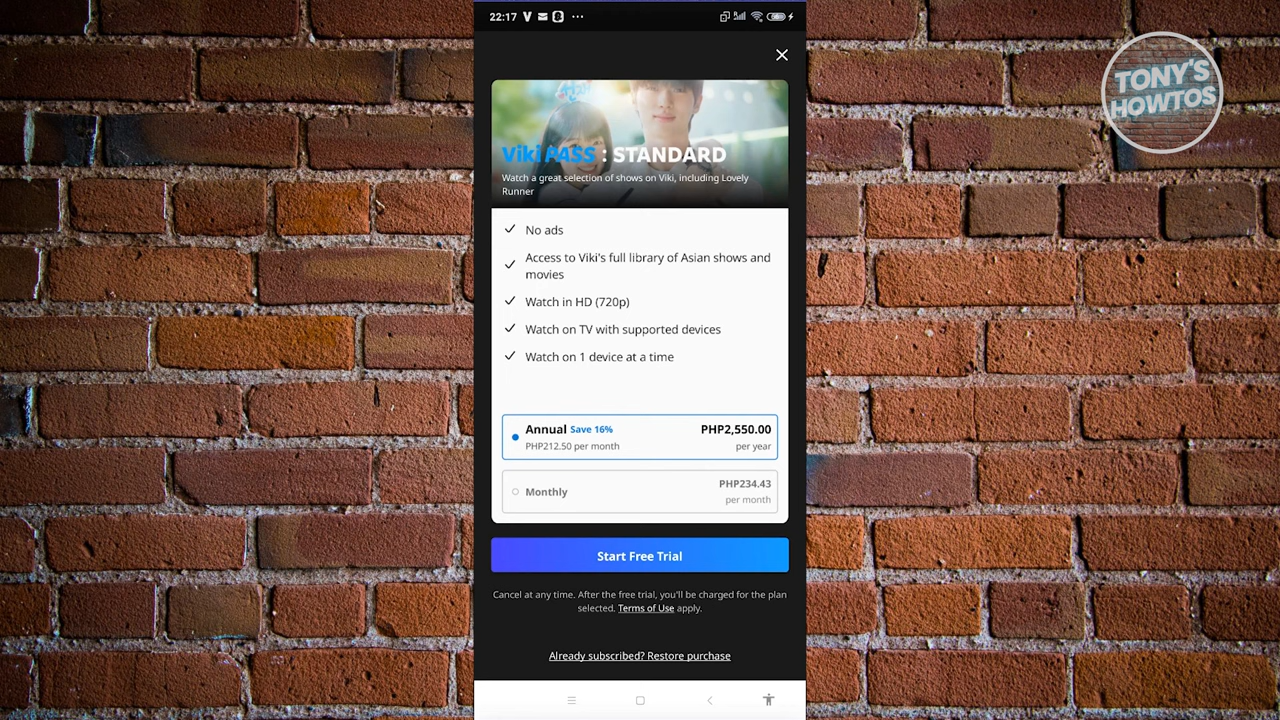 22:17
TONY'S
HOWTOS
Viki PASS : STANDARD
Watch a great selection of shows on Viki, including Lovely
Runner
No ads
Access to Viki's full library of Asian shows and
movies
Watch in HD (720p)
Watch on TV with supported devices
Watch on 1 device at a time
Annual Save 16% PHP2,550.00
PHP212.50 per month per year
Monthly PHP234.43
per month
Start Free Trial
Cancel at any time. After the free trial, you'll be charged for the plan
selected. Terms of Use apply.
Already subscribed? Restore purchase